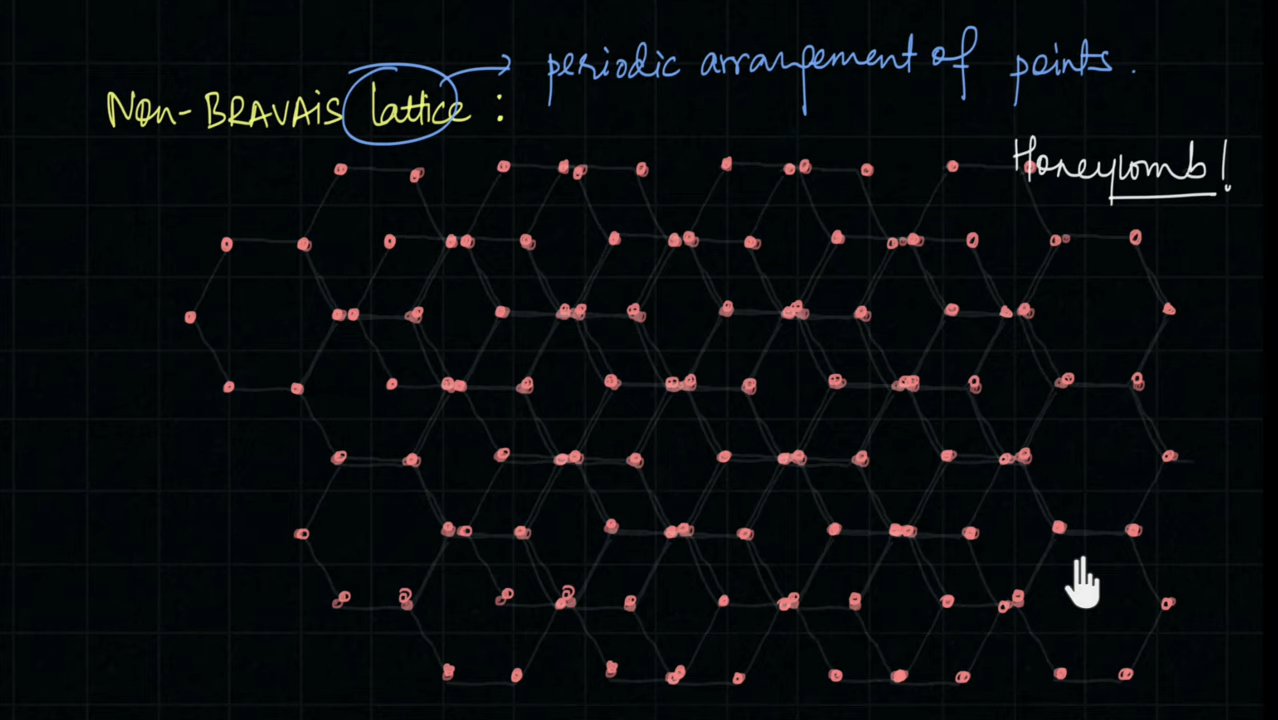 periodic arrangement of points.
Non-BRAVAIS lattice :
Honeycomb!